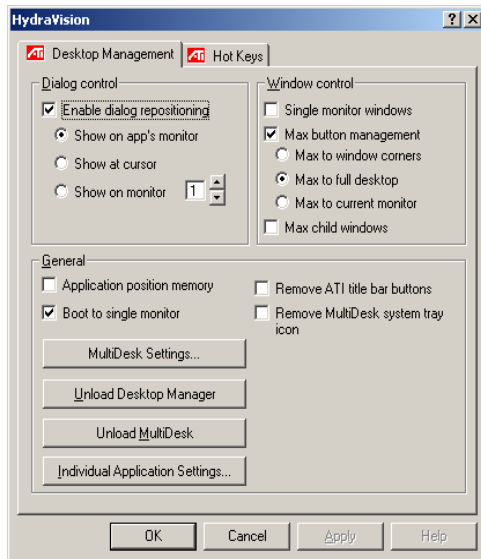 HydraVision
ATI Desktop Management
ATI Hot Keys
Dialog control
Enable dialog repositioning
Show on app's monitor
Show at cursor
Show on monitor 1
Window control
Single monitor windows
Max button management
Max to window corners
Max to full desktop
Max to current monitor
Max child windows
General
Application position memory
Boot to single monitor
Remove ATI title bar buttons
Remove MultiDesk system tray
icon
MultiDesk Settings...
Unload Desktop Manager
Unload MultiDesk
Individual Application Settings...
OK Cancel Apply Help